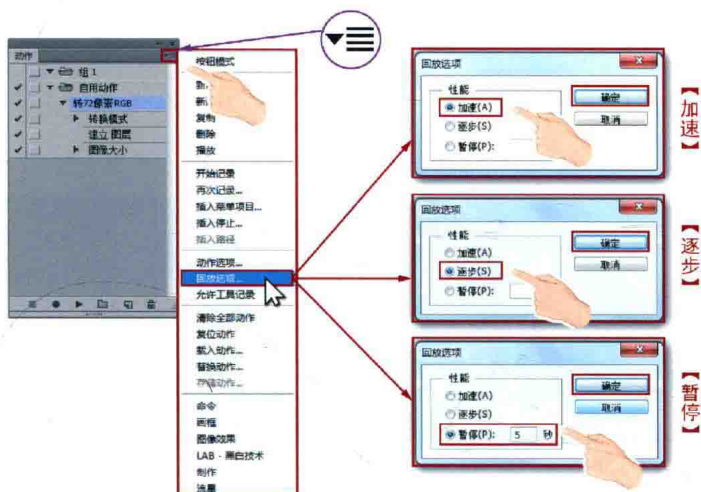 动作
组 1
自用动作
转72像素RGB
转换模式
建立 图层
图像大小
按钮模式
复制
删除
播放
开始记录
再次记录...
插入菜单项目...
插入停止...
插入路径
动作选项...
回放选项...
允许工具记录
清除全部动作
复位动作
载入动作...
替换动作...
存储动作...
命令
画框
图像效果
LAB - 黑白技术
制作
流星
回放选项
性能
加速(A)
逐步(S)
暂停(P):
确定
取消
【加速】
回放选项
性能
加速(A)
逐步(S)
暂停(P):
确定
取消
【逐步】
回放选项
性能
加速(A)
逐步(S)
暂停(P): 5 秒
确定
取消
【暂停】